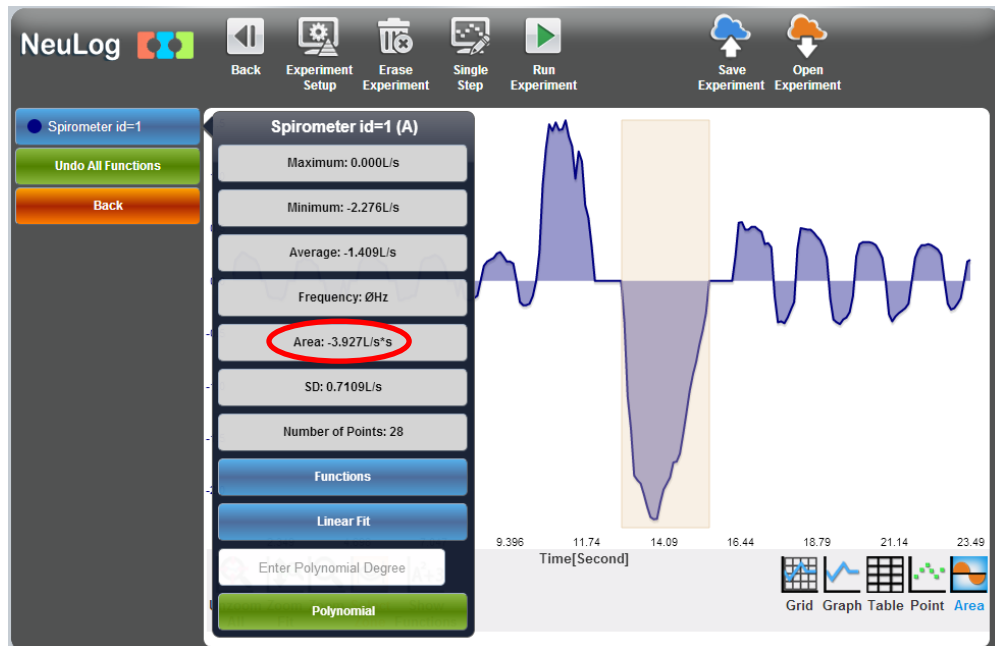 NeuLog
Back
Experiment
Setup
Erase
Experiment
Single
Step
Run
Experiment
Save
Experiment
Open
Experiment
Spirometer id=1
Undo All Functions
Back
Spirometer id=1 (A)
Maximum: 0.000L/s
Minimum: -2.276L/s
Average: -1.409L/s
Frequency: ØHz
Area: -3.927L/s*s
SD: 0.7109L/s
Number of Points: 28
Functions
Linear Fit
Enter Polynomial Degree
Polynomial
9.396 11.74 14.09 16.44 18.79 21.14 23.49
Time[Second]
Grid Graph Table Point Area